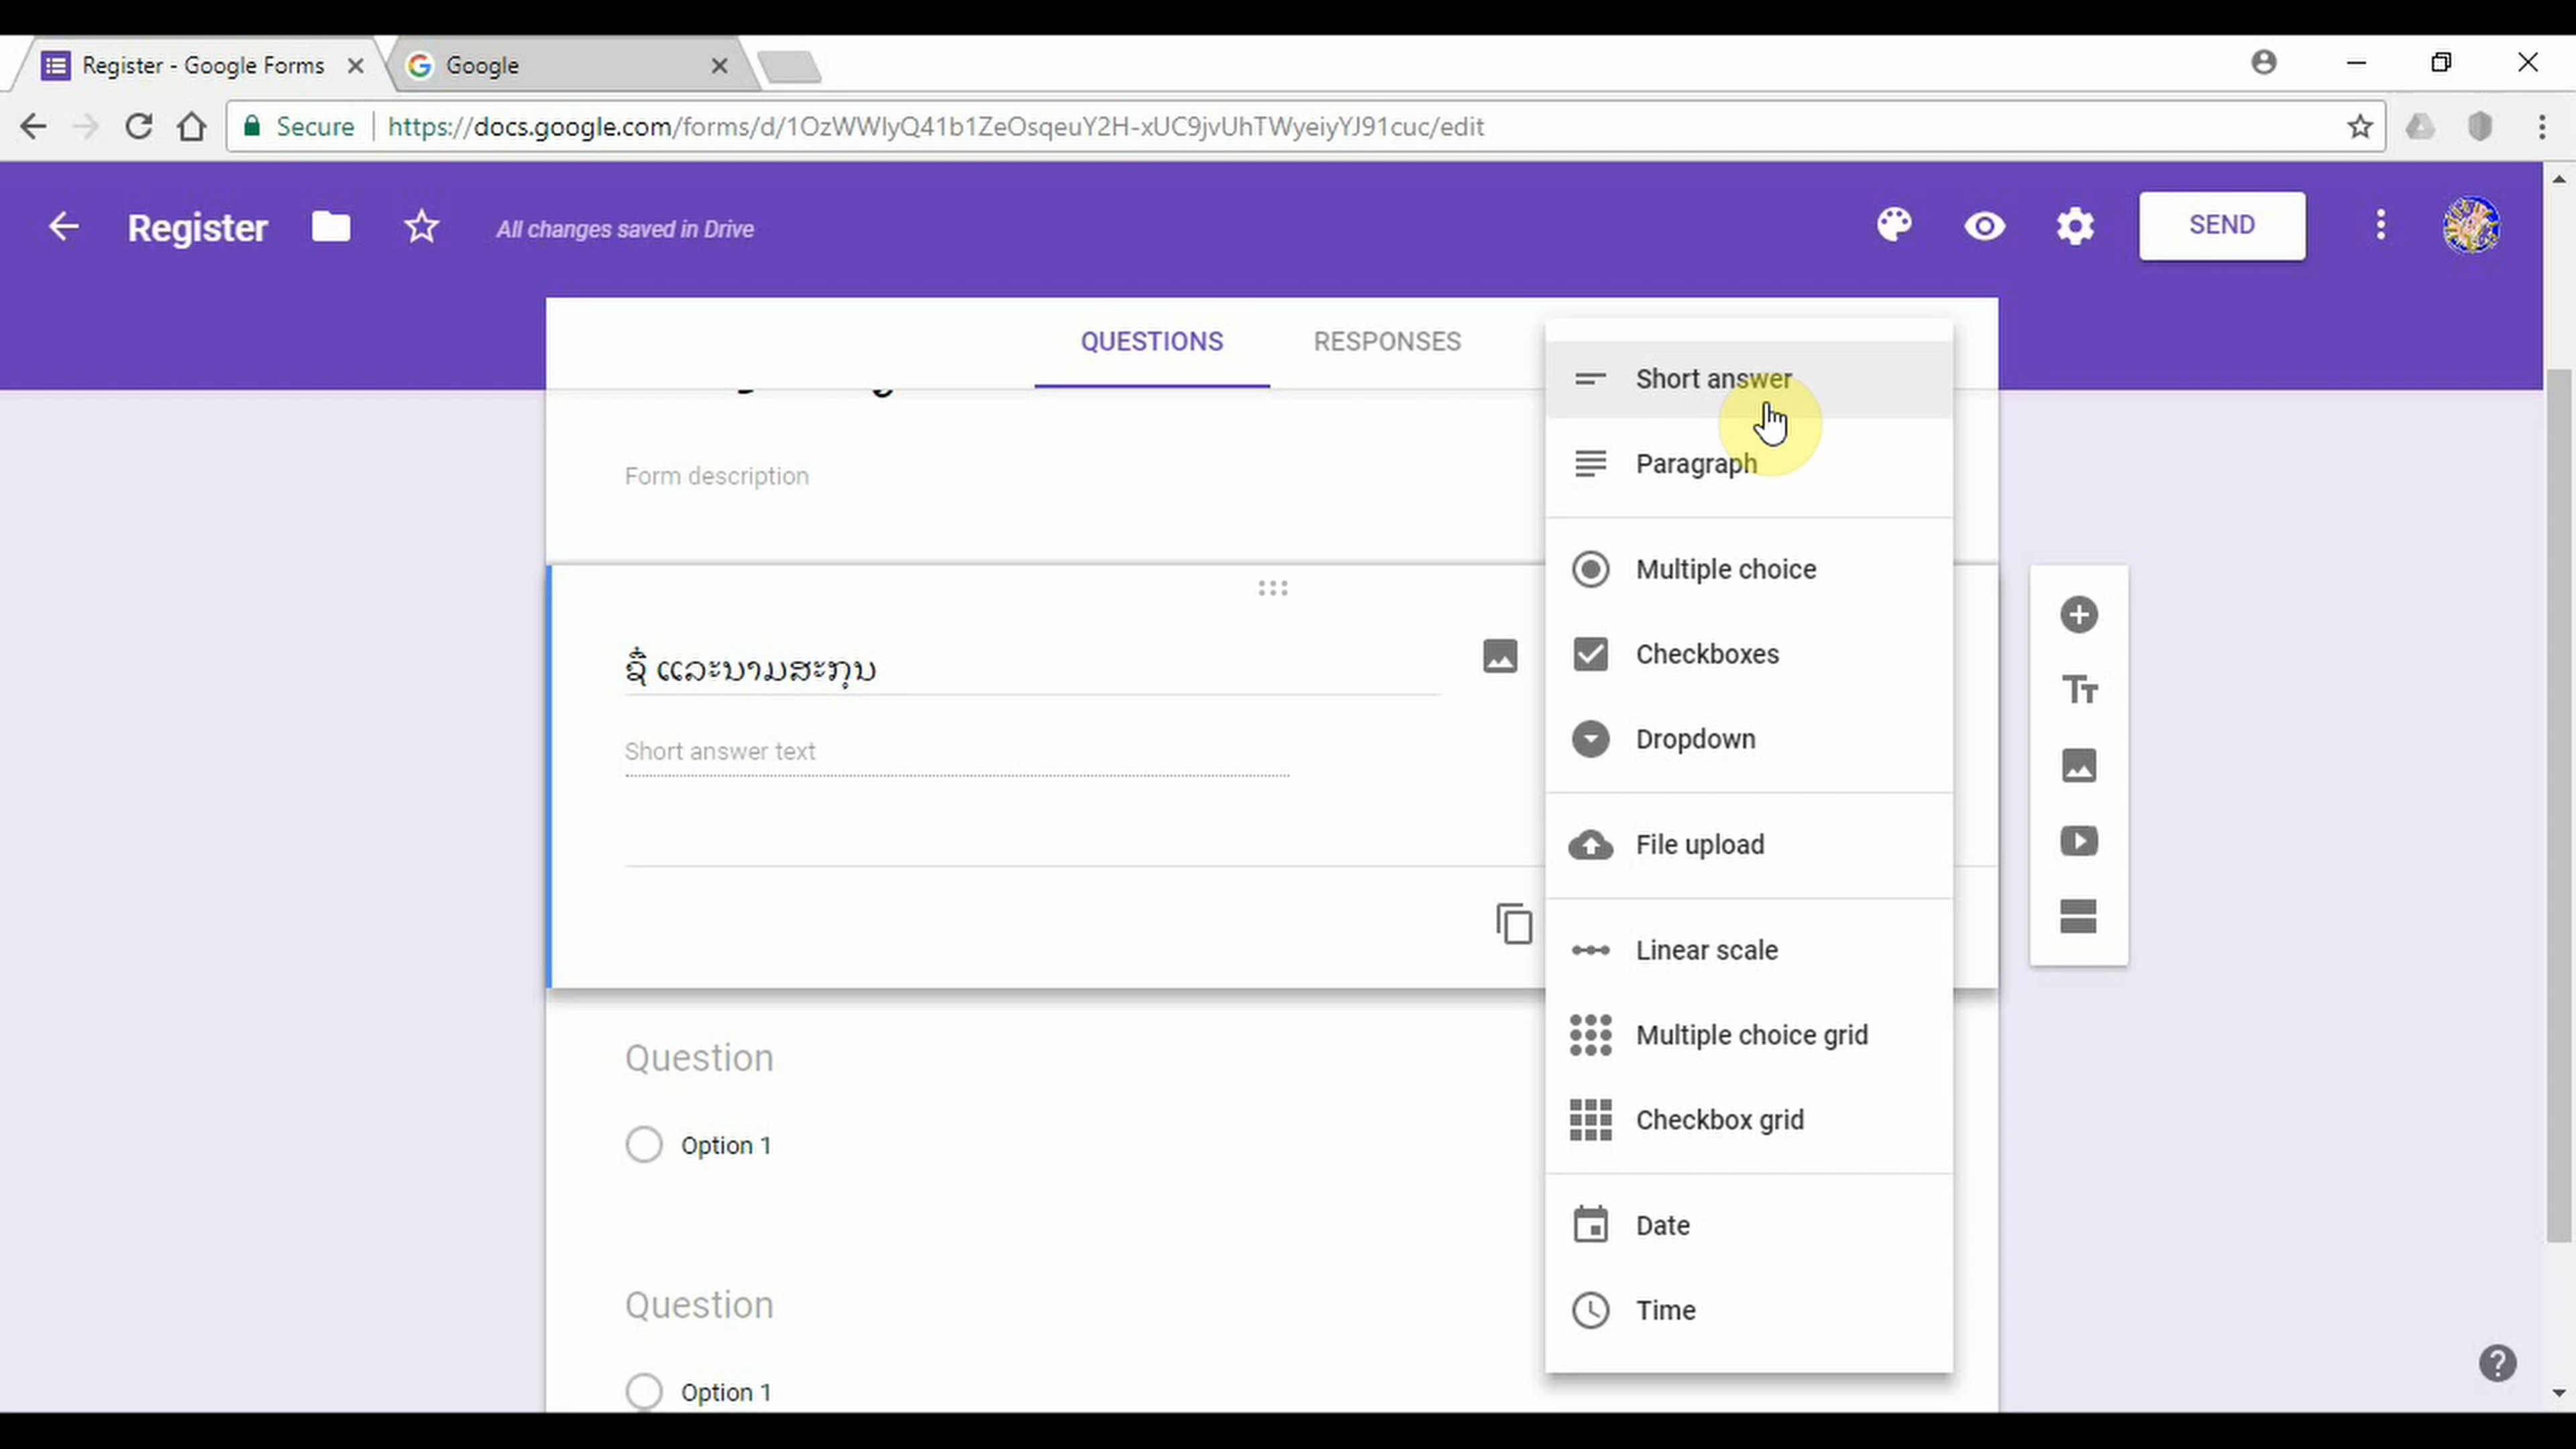 Register - Google Forms
Google
Secure
https://docs.google.com/forms/d/1OzWWIyQ41b1ZeOsqeuY2H-xUC9jvUhTWyeiyYJ91cuc/edit
Register
All changes saved in Drive
SEND
QUESTIONS
RESPONSES
Form description
ຊື່ ແລະນາມສະກຸນ
Short answer text
Question
Option 1
Question
Option 1
Short answer
Paragraph
Multiple choice
Checkboxes
Dropdown
File upload
Linear scale
Multiple choice grid
Checkbox grid
Date
Time